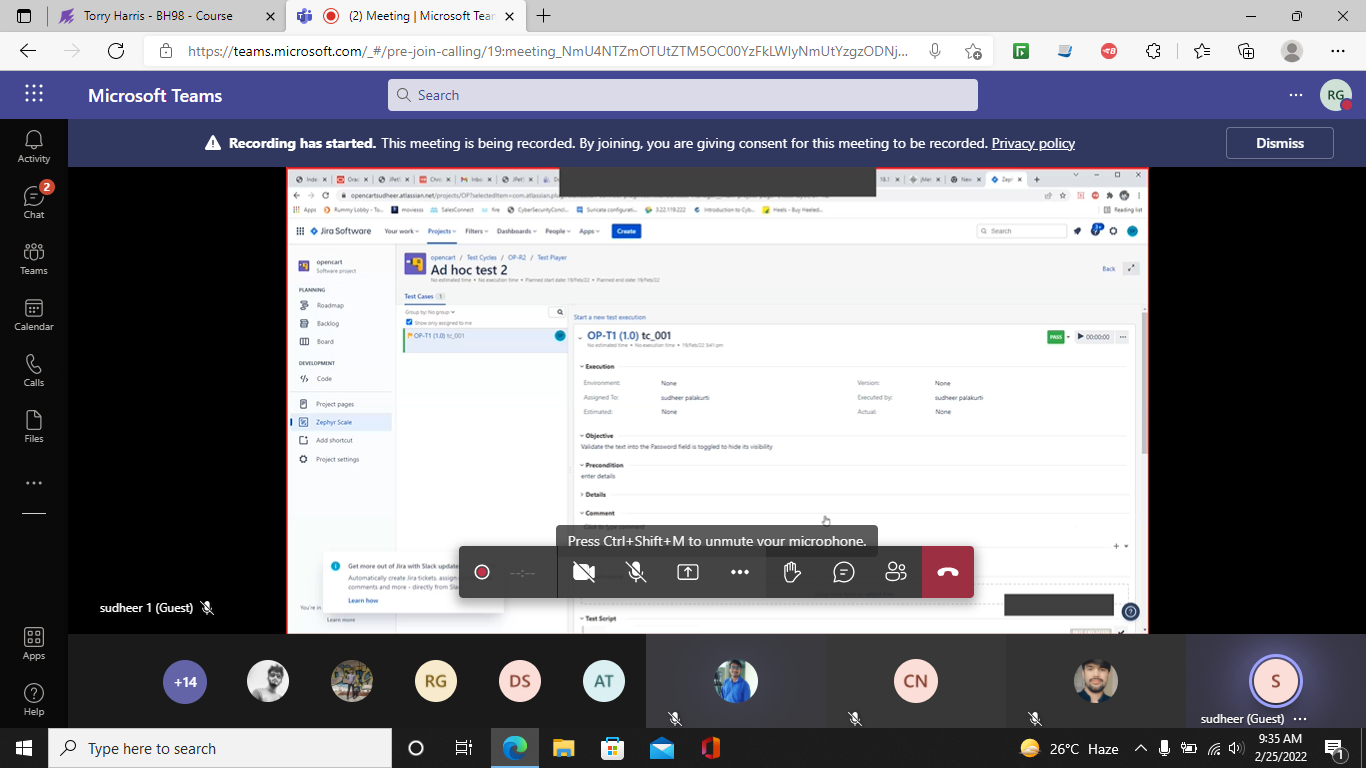 Torry Harris - BH98 - Course
(2) Meeting | Microsoft Tear
https://teams.microsoft.com/_#/pre-join-calling/19:meeting_NmU4NTZmOTUtZTM5OC00YzFkLWIyNmUtYzgzODNj...
Microsoft Teams
Search
RG
Recording has started. This meeting is being recorded. By joining, you are giving consent for this meeting to be recorded. Privacy policy
Dismiss
Activity
2
Chat
Teams
Calendar
Calls
Files
Apps
Help
opencartsudheer.atlassian.net/projects/OP?selectedItem=com.atlassian.plug
Apps
Rummy Lobby - To...
moviesss
SalesConnect
fire
CybersecurityCond...
Suricata configurati...
3.22.119.222
Introduction to Cyb...
Heels - Buy Heeled...
Reading list
Jira Software
Your work
Projects
Filters
Dashboards
People
Apps
Create
Search
opencart
Software project
PLANNING
Roadmap
Backlog
Board
DEVELOPMENT
Code
Project pages
Zephyr Scale
Add shortcut
Project settings
opencart / Test Cycles / OP-R2 / Test Player
Ad hoc test 2
No estimated time • No execution time • Planned start date: 19/Feb/22 • Planned end date: 19/Feb/22
Back
Test Cases 1
Group by: No group
Show only assigned to me
OP-T1 (1.0) tc_001
Start a new test execution
OP-T1 (1.0) tc_001
No estimated time • No execution time • 19/Feb/22 3:41 pm
PASS
00:00:00
Execution
Environment: None
Version: None
Assigned To: sudheer palakurti
Executed by: sudheer palakurti
Estimated: None
Actual: None
Objective
Validate the text into the Password field is toggled to hide its visibility
Precondition
enter details
Details
Comment
Click to type comment
Press Ctrl+Shift+M to unmute your microphone.
--:--
Get more out of Jira with Slack update
Automatically create Jira tickets, assign
comments and more - directly from Sla
Learn how
You're in
Learn more
Test Script
sudheer 1 (Guest)
+14
RG
DS
AT
CN
S
sudheer (Guest)
Type here to search
26°C Haze
9:35 AM
2/25/2022
1